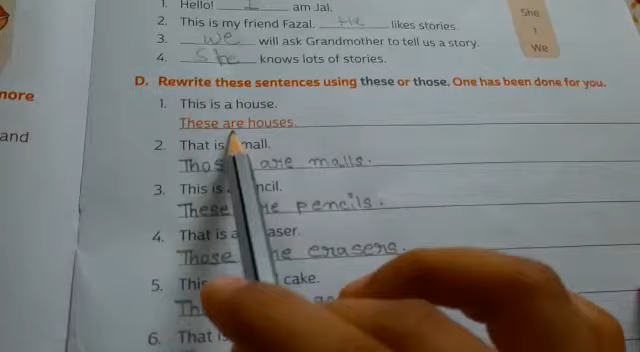 1. Hello! I am Jal.
She
2. This is my friend Fazal. He likes stories.
I
3. We will ask Grandmother to tell us a story.
We
4. She knows lots of stories.
D. Rewrite these sentences using these or those. One has been done for you.
more
1. This is a house.
These are houses.
and
2. That is mall.
Those are malls.
3. This is
These pencils.
4. That is a
Those erasers.
5. cake.
6. That